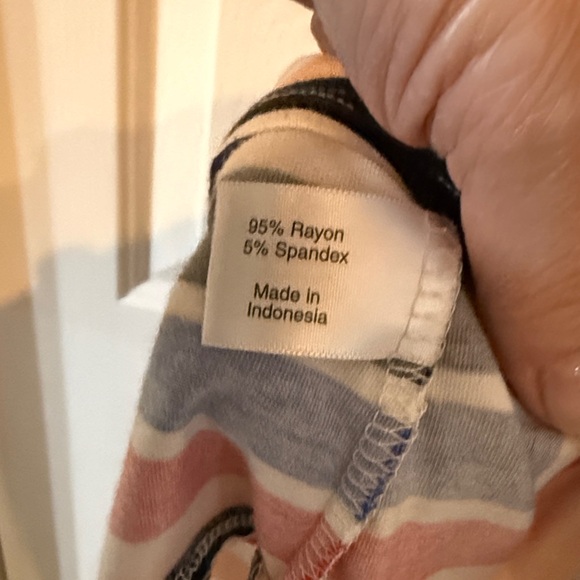 95% Rayon
5% Spandex
Made in
Indonesia